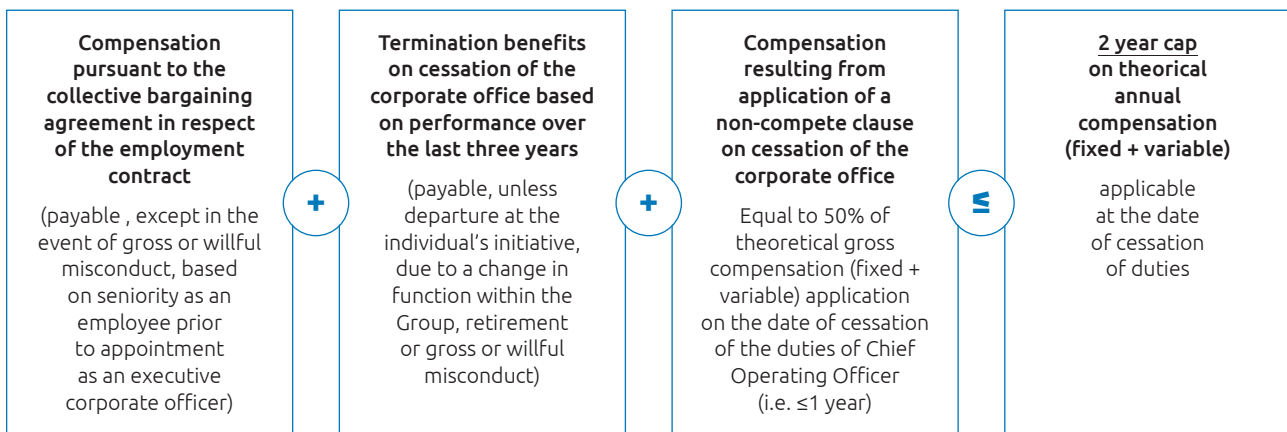 Compensation
pursuant to the
collective bargaining
agreement in respect
of the employment
contract
(payable , except in the
event of gross or willful
misconduct, based
on seniority as an
employee prior
to appointment
as an executive
corporate officer)
+
Termination benefits
on cessation of the
corporate office based
on performance over
the last three years
(payable, unless
departure at the
individual’s initiative,
due to a change in
function within the
Group, retirement
or gross or willful
misconduct)
+
Compensation
resulting from
application of a
non-compete clause
on cessation of the
corporate office
Equal to 50% of
theoretical gross
compensation (fixed +
variable) application
on the date of cessation
of the duties of Chief
Operating Officer
(i.e. ≤1 year)
≤
2 year cap
on theorical
annual
compensation
(fixed + variable)
applicable
at the date
of cessation
of duties